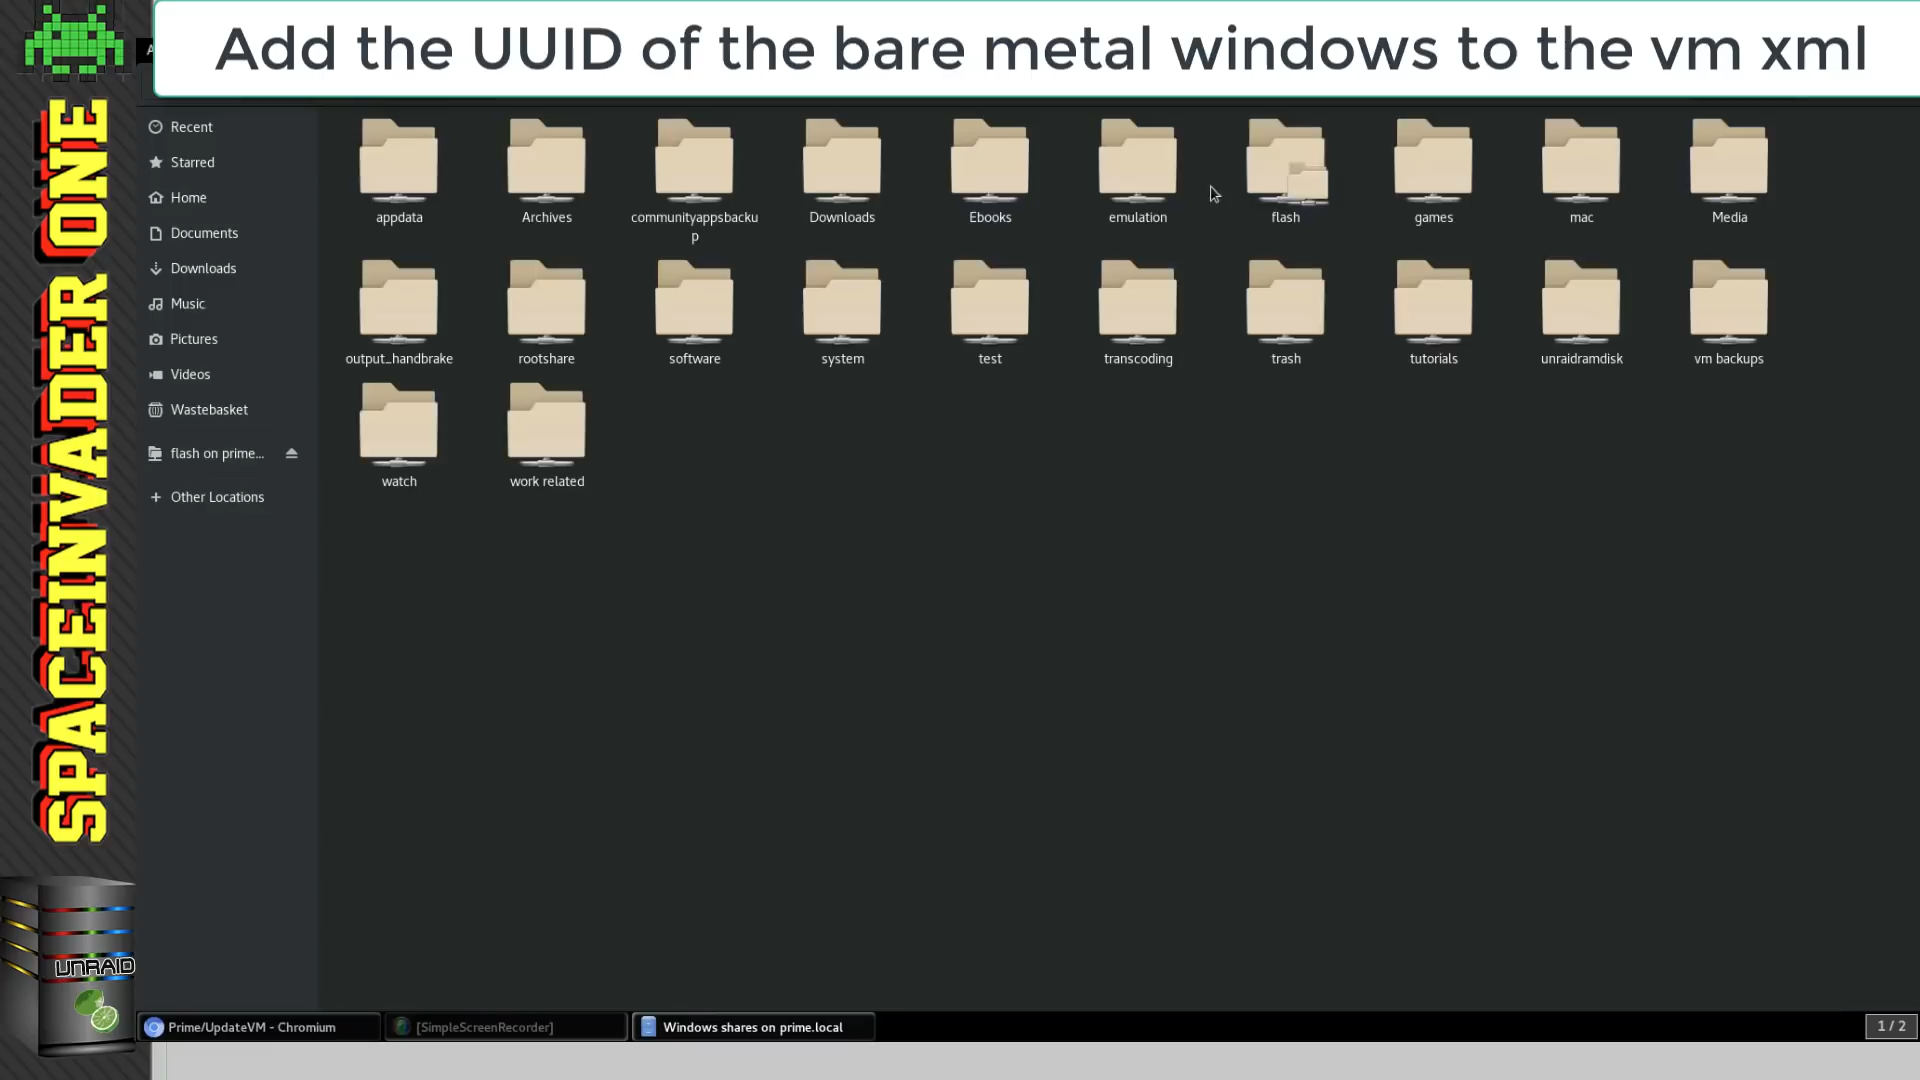 Add the UUID of the bare metal windows to the vm xml
A
SPACEINVADER ONE
UNRAID
Recent
Starred
Home
Documents
Downloads
Music
Pictures
Videos
Wastebasket
flash on prime...
Other Locations
appdata
Archives
communityappsbacku
p
Downloads
Ebooks
emulation
flash
games
mac
Media
output_handbrake
rootshare
software
system
test
transcoding
trash
tutorials
unraidramdisk
vm backups
watch
work related
Prime/UpdateVM - Chromium
[SimpleScreenRecorder]
Windows shares on prime.local
1 / 2